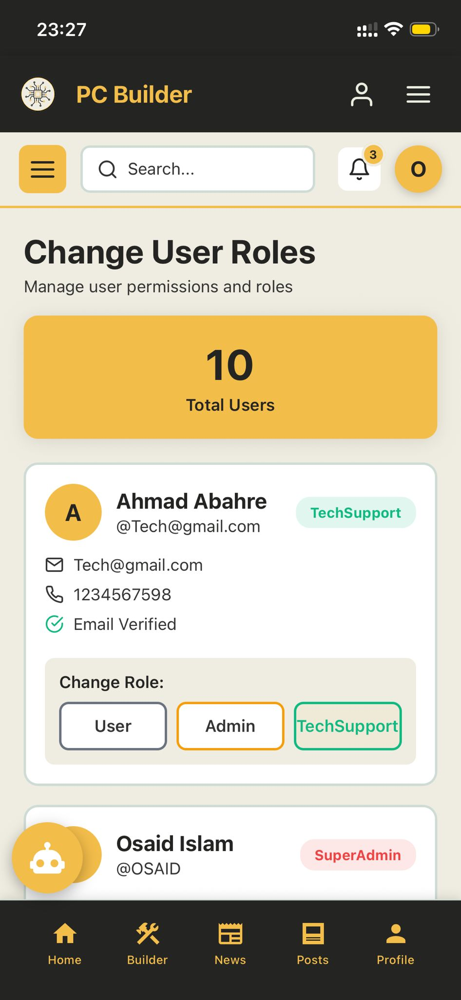 23:27
PC Builder
Search...
3
O
Change User Roles
Manage user permissions and roles
10
Total Users
A
Ahmad Abahre
@Tech@gmail.com
TechSupport
Tech@gmail.com
1234567598
Email Verified
Change Role:
User
Admin
TechSupport
Osaid Islam
@OSAID
SuperAdmin
Home
Builder
News
Posts
Profile